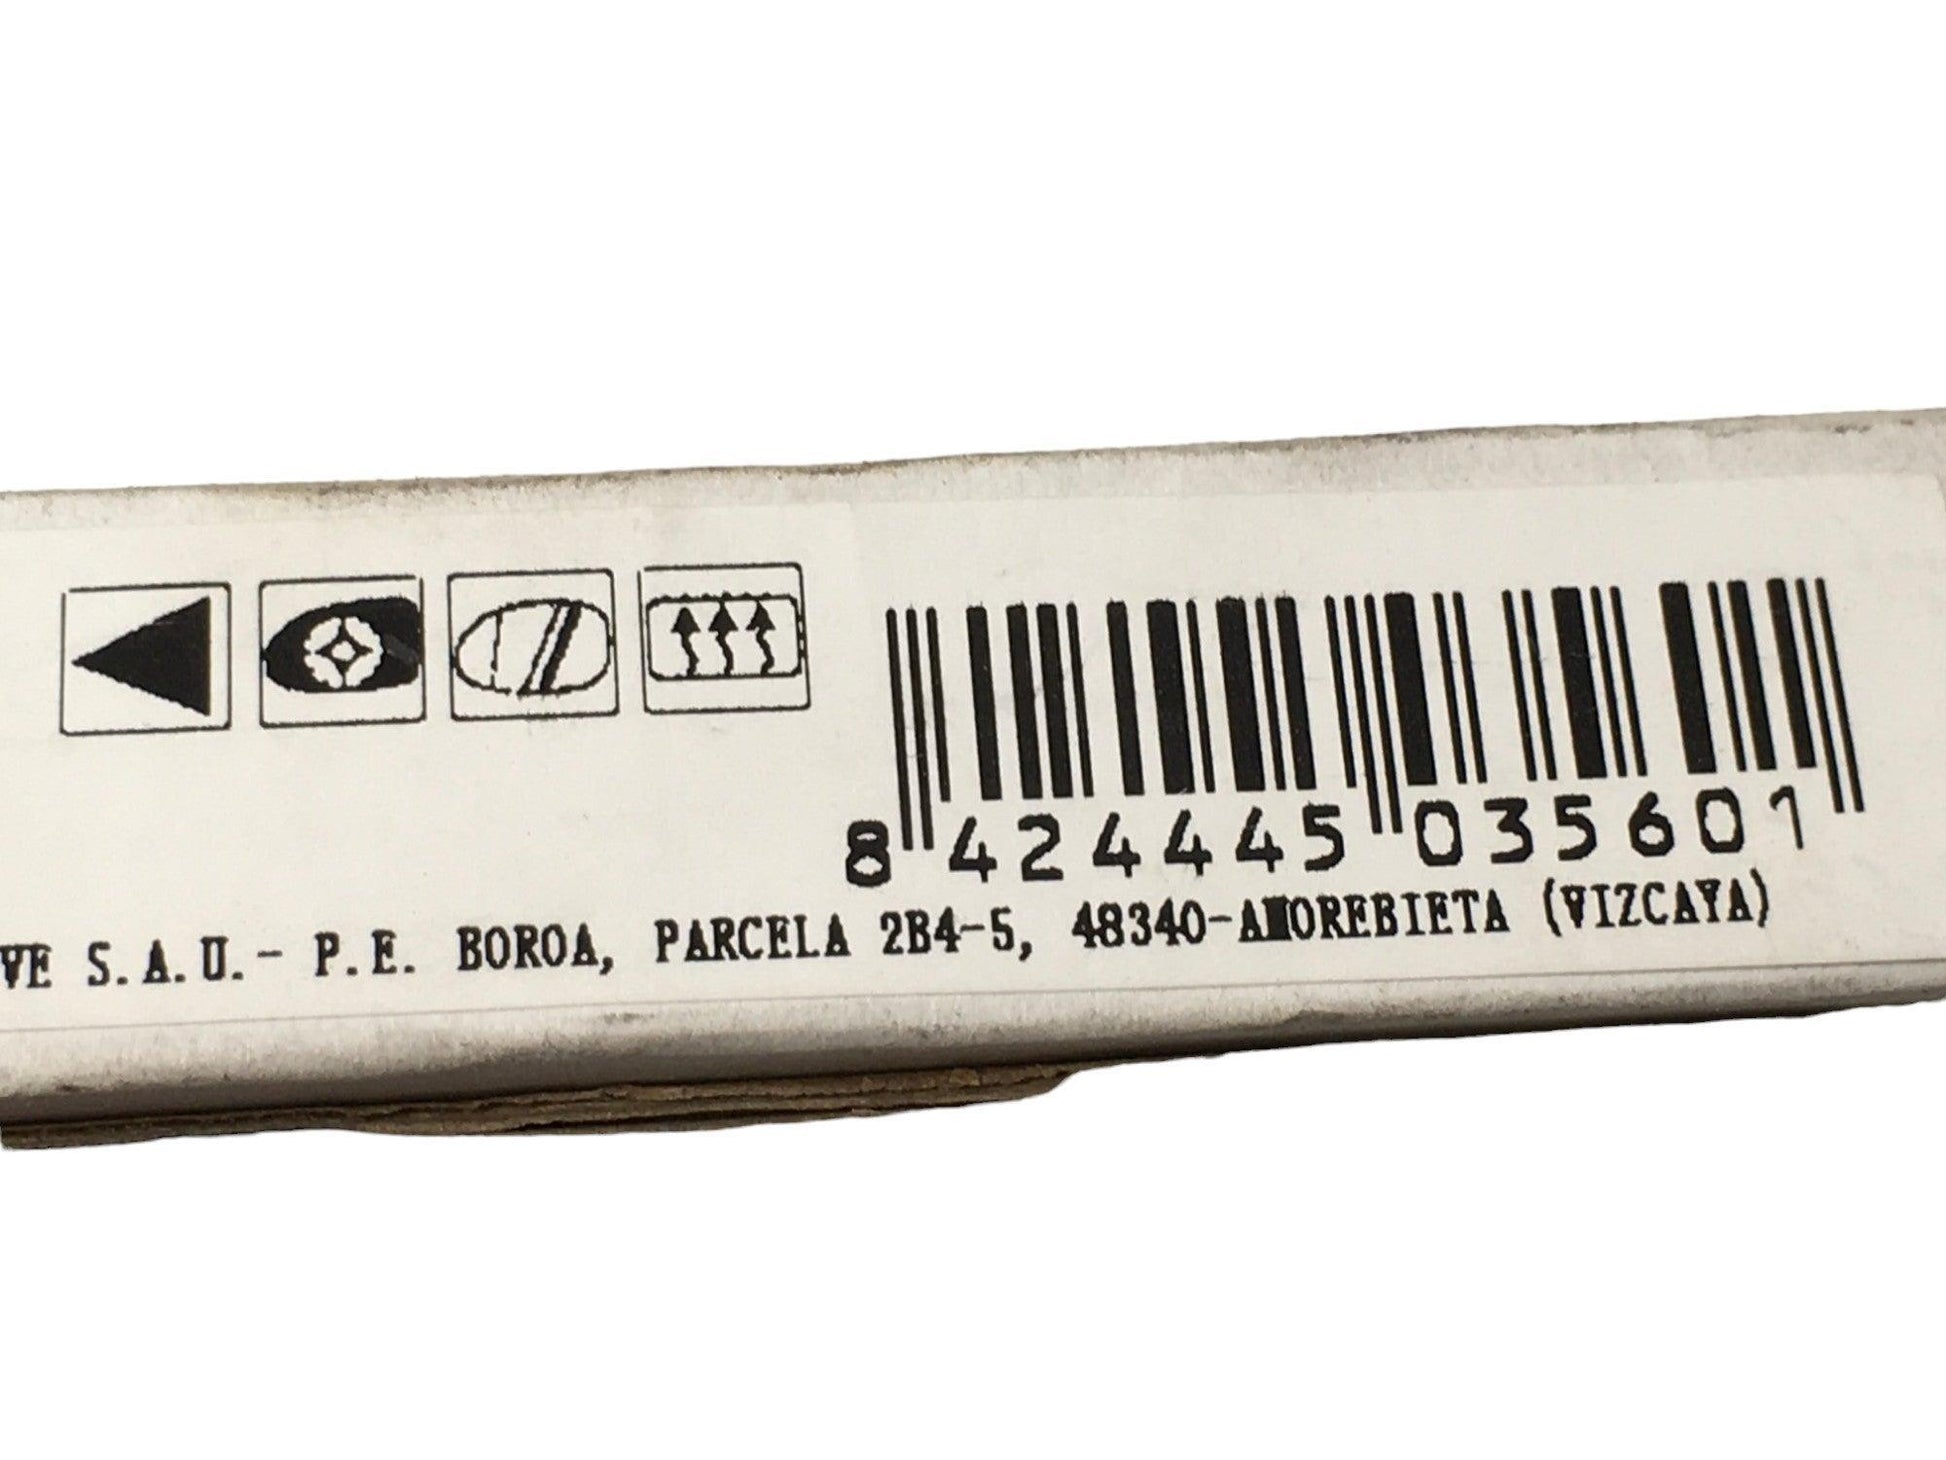 8 424445 035601
VE S.A.U.- P.E. BOROA, PARCELA 2B4-5, 48340-AMOREBIETA (VIZCAYA)